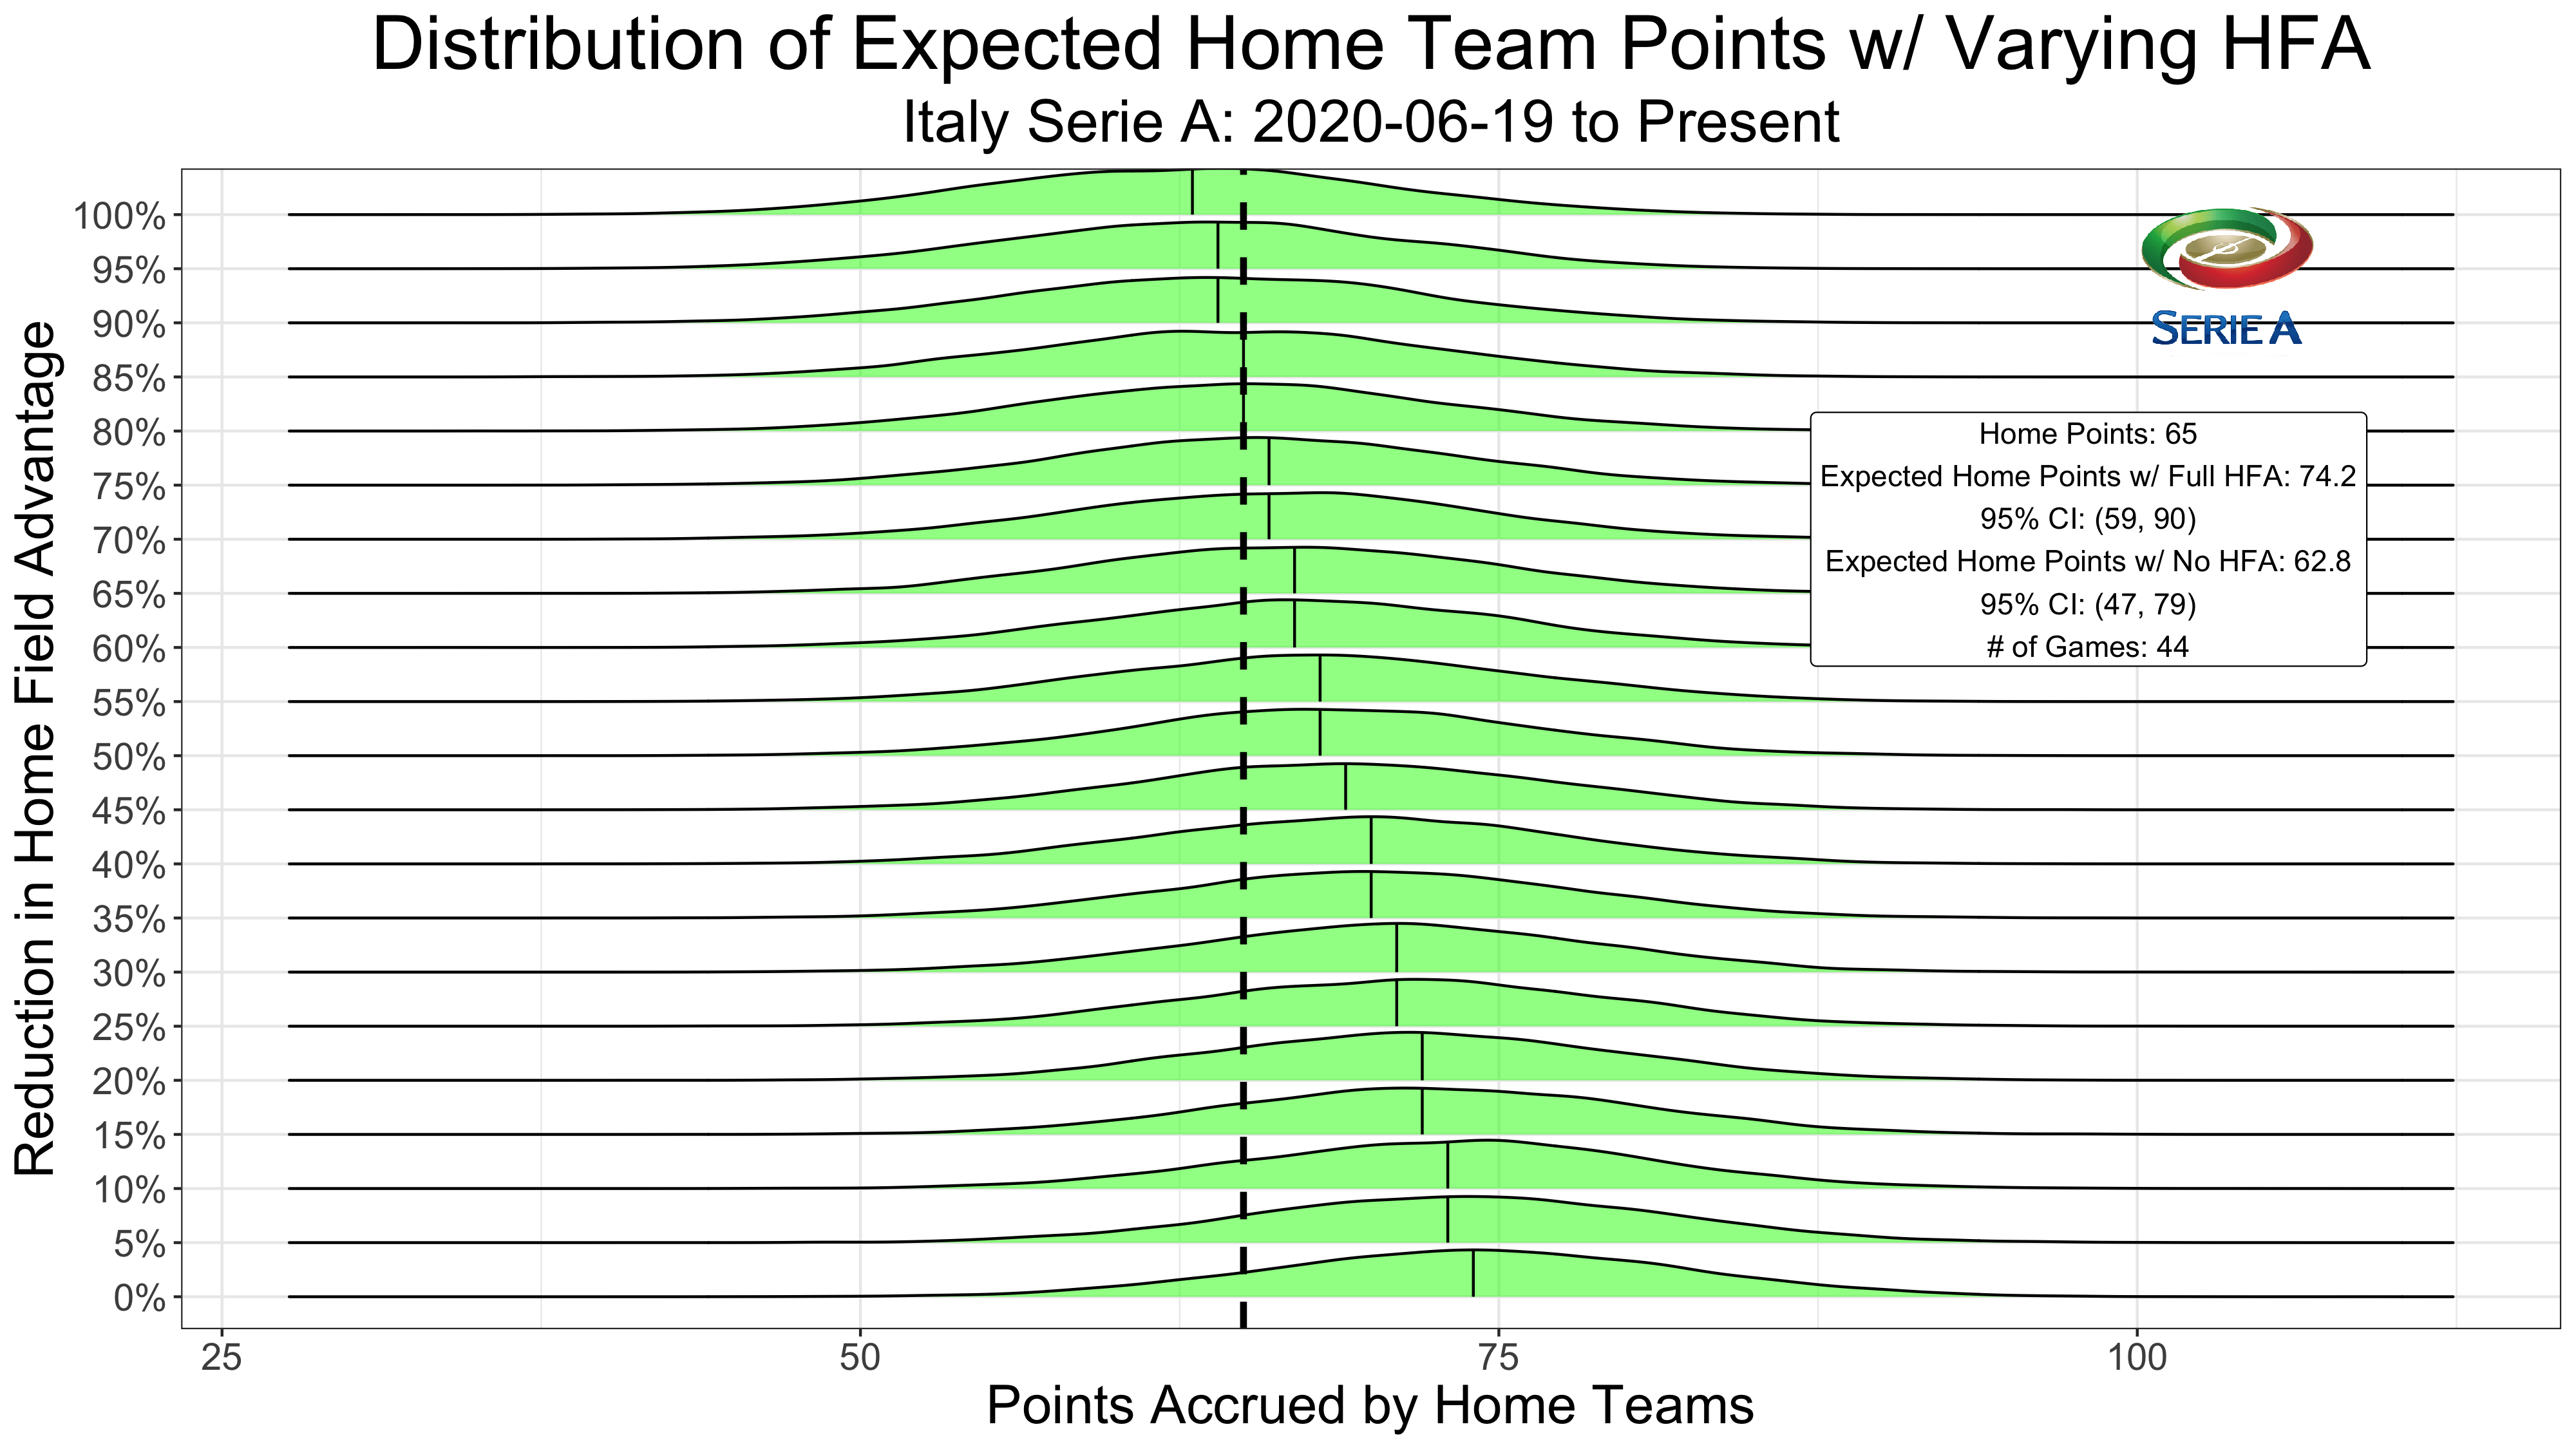 Distribution of Expected Home Team Points w/ Varying HFA
Italy Serie A: 2020-06-19 to Present
Reduction in Home Field Advantage
100%
95%
90%
85%
80%
75%
70%
65%
60%
55%
50%
45%
40%
35%
30%
25%
20%
15%
10%
5%
0%
SERIE A
Home Points: 65
Expected Home Points w/ Full HFA: 74.2
95% CI: (59, 90)
Expected Home Points w/ No HFA: 62.8
95% CI: (47, 79)
# of Games: 44
25
50
75
100
Points Accrued by Home Teams